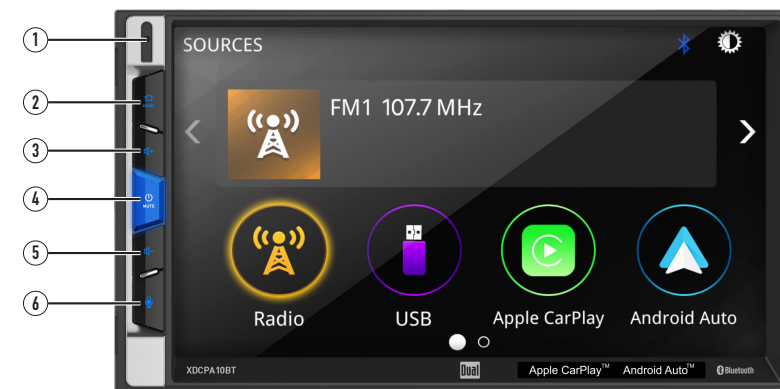 1
SOURCES
2
FM1 107.7 MHz
3
4
MUTE
5
6
Radio
USB
Apple CarPlay
Android Auto
XDCPA10BT
Dual
Apple CarPlay™
Android Auto™
Bluetooth